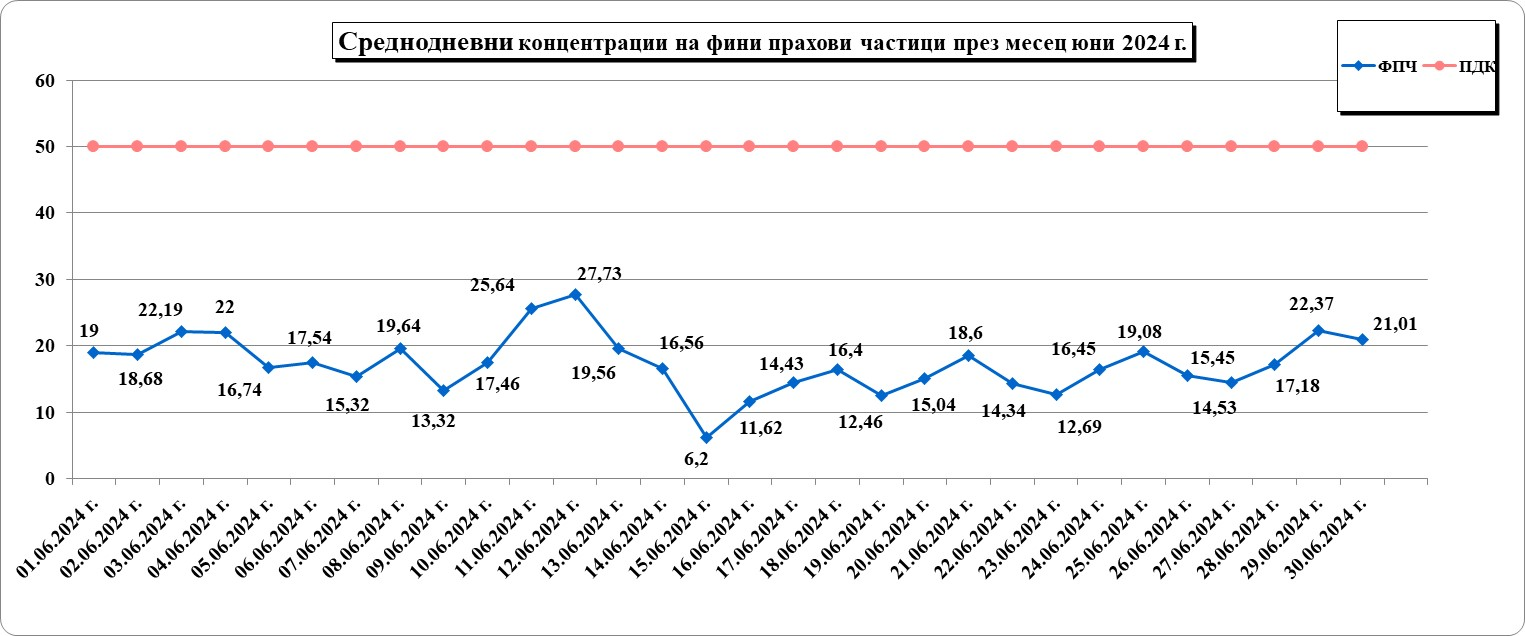 Среднодневни концентрации на фини прахови частици през месец юни 2024 г.
ФПЧ ПДК
60
50
40
30
20
10
0
19
18,68
22,19
22
16,74
17,54
15,32
19,64
13,32
17,46
25,64
27,73
19,56
16,56
6,2
11,62
14,43
16,4
12,46
15,04
18,6
14,34
12,69
16,45
19,08
15,45
14,53
17,18
22,37
21,01
01.06.2024 г.
02.06.2024 г.
03.06.2024 г.
04.06.2024 г.
05.06.2024 г.
06.06.2024 г.
07.06.2024 г.
08.06.2024 г.
09.06.2024 г.
10.06.2024 г.
11.06.2024 г.
12.06.2024 г.
13.06.2024 г.
14.06.2024 г.
15.06.2024 г.
16.06.2024 г.
17.06.2024 г.
18.06.2024 г.
19.06.2024 г.
20.06.2024 г.
21.06.2024 г.
22.06.2024 г.
23.06.2024 г.
24.06.2024 г.
25.06.2024 г.
26.06.2024 г.
27.06.2024 г.
28.06.2024 г.
29.06.2024 г.
30.06.2024 г.